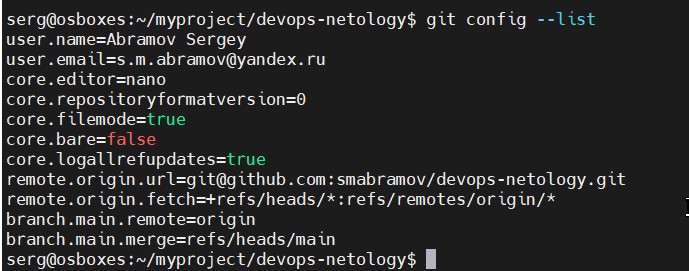 serg@osboxes:~/myproject/devops-netology$ git config --list
user.name=Abramov Sergey
user.email=s.m.abramov@yandex.ru
core.editor=nano
core.repositoryformatversion=0
core.filemode=true
core.bare=false
core.logallrefupdates=true
remote.origin.url=git@github.com:smabramov/devops-netology.git
remote.origin.fetch=+refs/heads/*:refs/remotes/origin/*
branch.main.remote=origin
branch.main.merge=refs/heads/main
serg@osboxes:~/myproject/devops-netology$